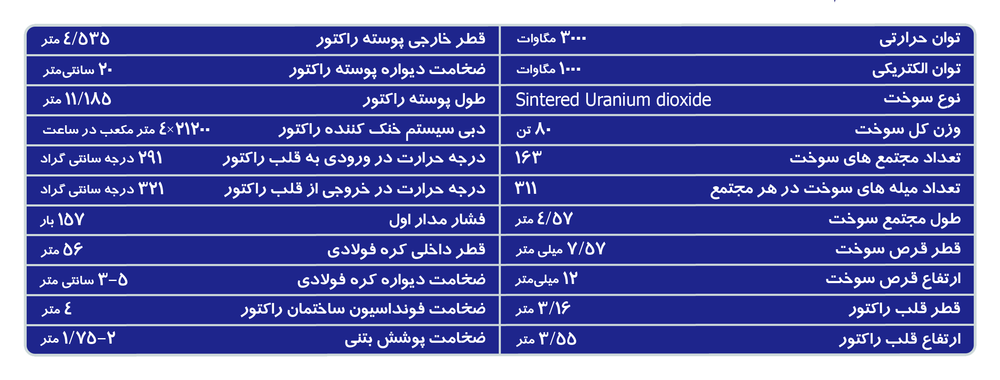 توان حرارتی ۳۰۰۰ مگاوات
توان الکتریکی ۱۰۰۰ مگاوات
نوع سوخت Sintered Uranium dioxide
وزن کل سوخت ۸۰ تن
تعداد مجتمع های سوخت ۱۶۳
تعداد میله های سوخت در هر مجتمع ۳۱۱
طول مجتمع سوخت ٤/۵۷ متر
قطر قرص سوخت ۷/۵۷ میلی متر
ارتفاع قرص سوخت ۱۲ میلی‌متر
قطر قلب راکتور ۳/۱۶ متر
ارتفاع قلب راکتور ۳/۵۵ متر
قطر خارجی پوسته راکتور ٤/۵۳۵ متر
ضخامت دیواره پوسته راکتور ۲۰ سانتی‌متر
طول پوسته راکتور ۱۱/۱۸۵ متر
دبی سیستم خنک کننده راکتور ٤×۲۱۲۰۰ متر مکعب در ساعت
درجه حرارت در ورودی به قلب راکتور ۲۹۱ درجه سانتی گراد
درجه حرارت در خروجی از قلب راکتور ۳۲۱ درجه سانتی گراد
فشار مدار اول ۱۵۷ بار
قطر داخلی کره فولادی ۵۶ متر
ضخامت دیواره کره فولادی ۳-۵ سانتی متر
ضخامت فونداسیون ساختمان راکتور ٤ متر
ضخامت پوشش بتنی ۱/۷۵-۲ متر